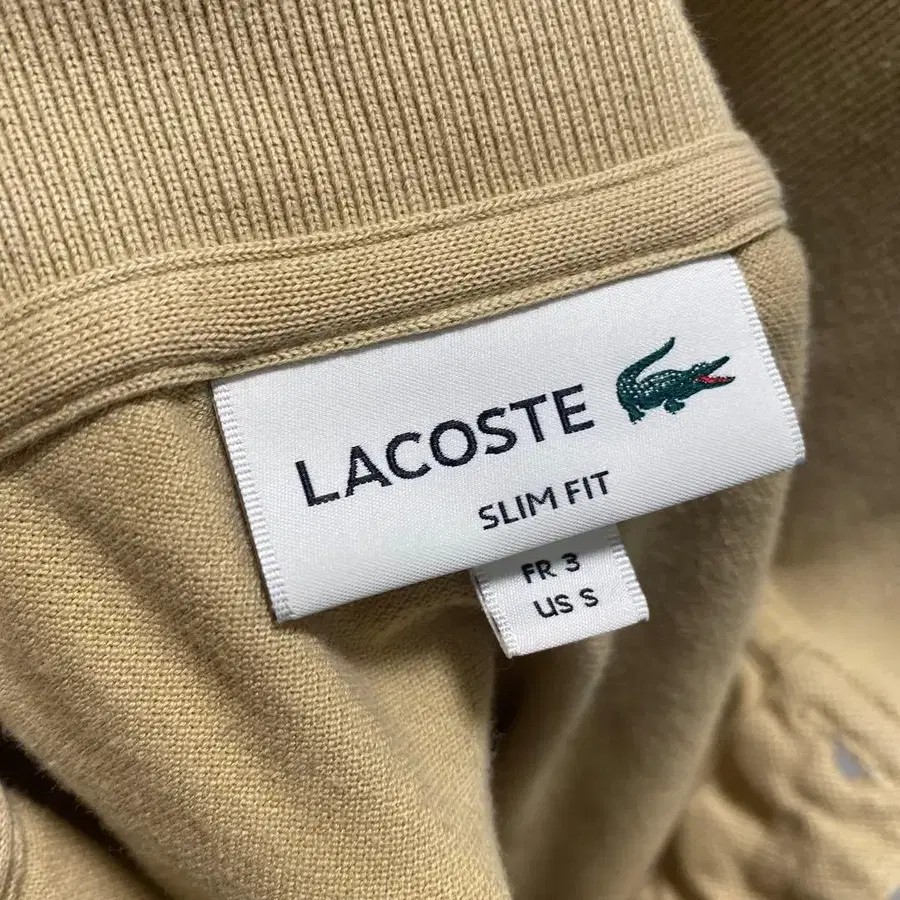 LACOSTE
SLIM FIT
FR 3
US S